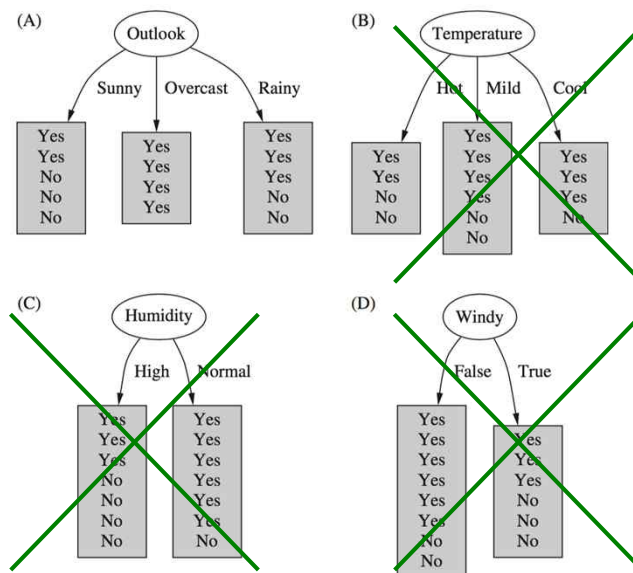 (A)
Outlook
Sunny Overcast Rainy
Yes
Yes
No
No
No
Yes
Yes
Yes
Yes
Yes
Yes
Yes
No
No
(B)
Temperature
Hot Mild Cool
Yes
Yes
No
No
Yes
Yes
Yes
Yes
No
No
Yes
Yes
Yes
No
(C)
Humidity
High Normal
Yes
Yes
Yes
No
No
No
No
Yes
Yes
Yes
Yes
Yes
Yes
No
(D)
Windy
False True
Yes
Yes
Yes
Yes
Yes
Yes
No
No
Yes
Yes
Yes
No
No
No